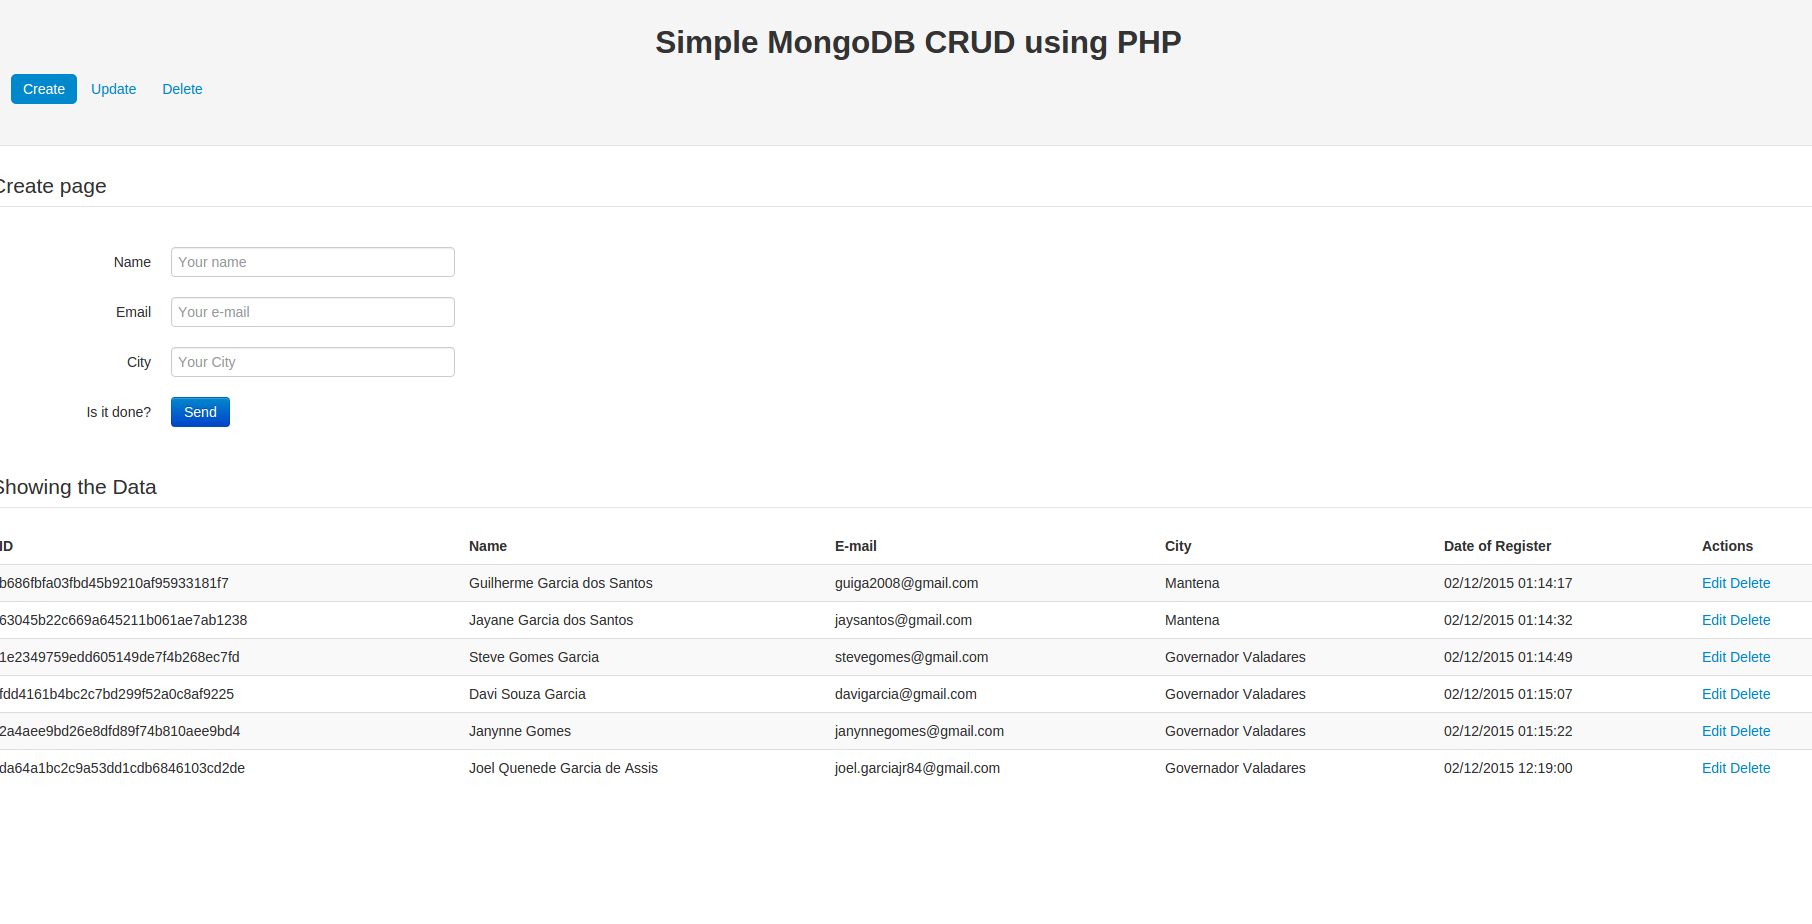 Simple MongoDB CRUD using PHP
Create Update Delete
Create page
Name Your name
Email Your e-mail
City Your City
Is it done? Send
Showing the Data
ID Name E-mail City Date of Register Actions
b686fbfa03fbd45b9210af95933181f7 Guilherme Garcia dos Santos guiga2008@gmail.com Mantena 02/12/2015 01:14:17 Edit Delete
63045b22c669a645211b061ae7ab1238 Jayane Garcia dos Santos jaysantos@gmail.com Mantena 02/12/2015 01:14:32 Edit Delete
1e2349759edd605149de7f4b268ec7fd Steve Gomes Garcia stevegomes@gmail.com Governador Valadares 02/12/2015 01:14:49 Edit Delete
fdd4161b4bc2c7bd299f52a0c8af9225 Davi Souza Garcia davigarcia@gmail.com Governador Valadares 02/12/2015 01:15:07 Edit Delete
2a4aee9bd26e8dfd89f74b810aee9bd4 Janynne Gomes janynnegomes@gmail.com Governador Valadares 02/12/2015 01:15:22 Edit Delete
da64a1bc2c9a53dd1cdb6846103cd2de Joel Quenede Garcia de Assis joel.garciajr84@gmail.com Governador Valadares 02/12/2015 12:19:00 Edit Delete